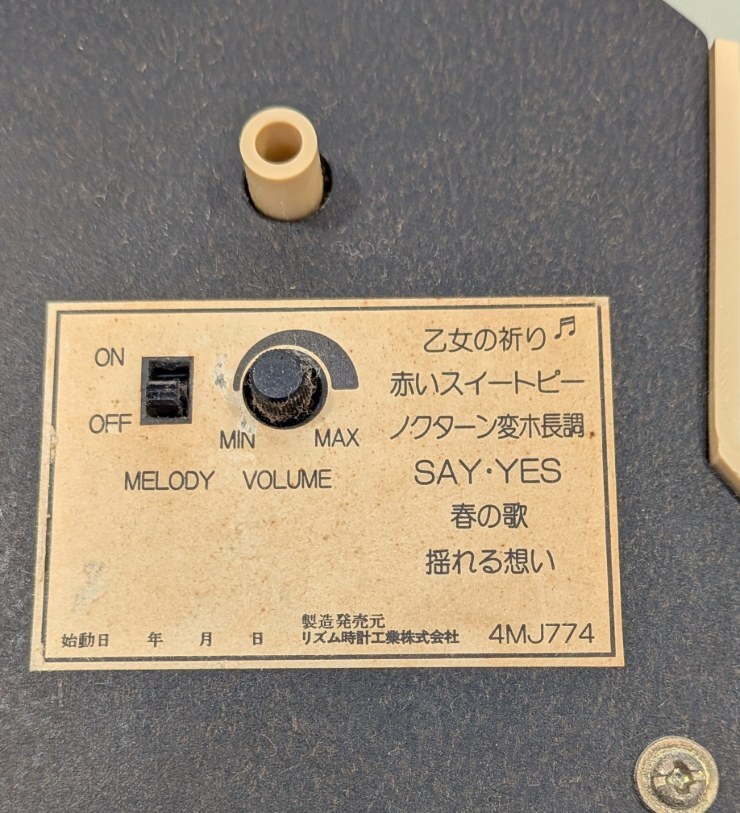 ON
OFF
MIN MAX
MELODY VOLUME
乙女の祈り♬
赤いスイートピー
ノクターン変ホ長調
SAY・YES
春の歌
揺れる想い
始動日 年 月 日
製造発売元
リズム時計工業株式会社
4MJ774